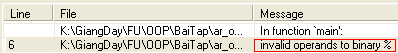 Line File Message
K:\GiangDay\FU\OOP\BaiTap\ar_o... In function `main':
6 K:\GiangDay\FU\OOP\BaiTap\ar_o... invalid operands to binary %